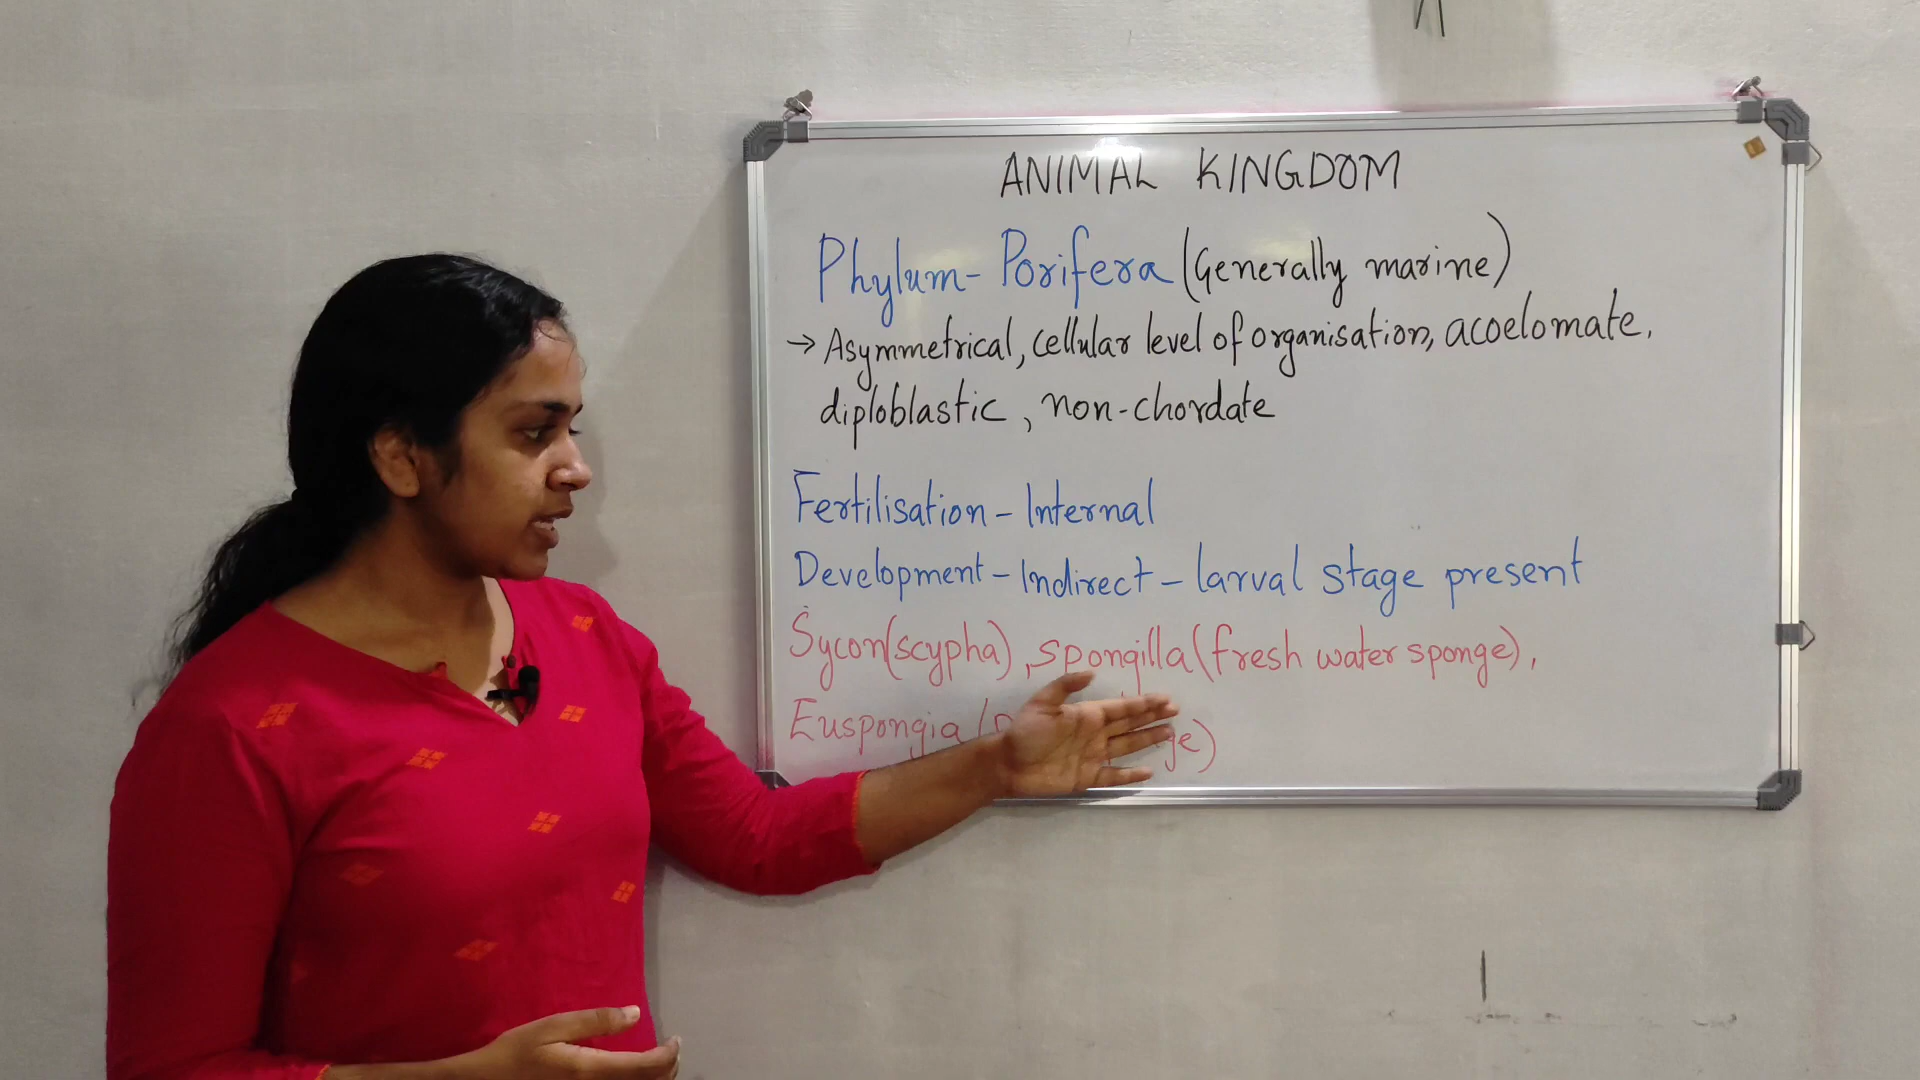 ANIMAL KINGDOM
Phylum - Porifera (Generally marine)
→ Asymmetrical, cellular level of organisation, acoelomate,
diploblastic, non-chordate
Fertilisation - Internal
Development - Indirect - larval stage present
Sycon(scypha), spongilla(fresh water sponge),
Euspongia (